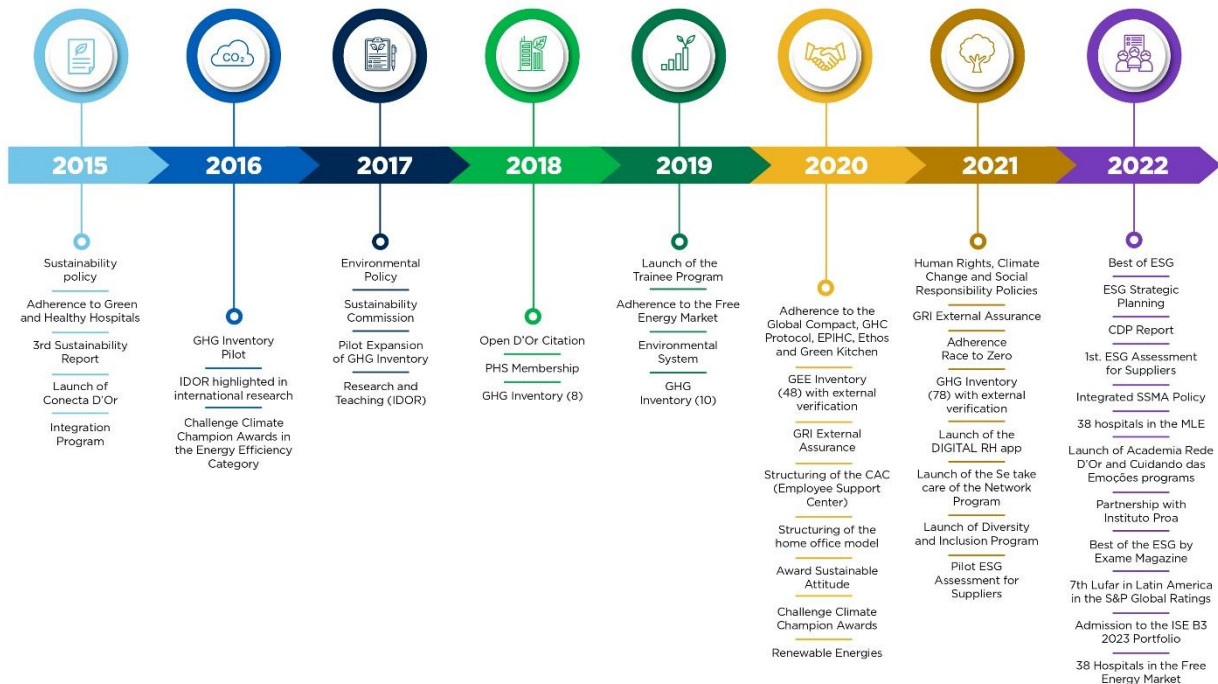 CO₂
2015
2016
2017
2018
2019
2020
2021
2022
Sustainability
policy
Adherence to Green
and Healthy Hospitals
3rd Sustainability
Report
Launch of
Conecta D'Or
Integration
Program
GHG Inventory
Pilot
IDOR highlighted in
international research
Challenge Climate
Champion Awards in
the Energy Efficiency
Category
Environmental
Policy
Sustainability
Commission
Pilot Expansion
of GHG Inventory
Research and
Teaching (IDOR)
Open D'Or Citation
PHS Membership
GHG Inventory (8)
Launch of the
Trainee Program
Adherence to the Free
Energy Market
Environmental
System
GHG
Inventory (10)
Adherence to the
Global Compact, GHC
Protocol, EPIHC, Ethos
and Green Kitchen
GEE Inventory
(48) with external
verification
GRI External
Assurance
Structuring of the CAC
(Employee Support
Center)
Structuring of the
home office model
Award Sustainable
Attitude
Challenge Climate
Champion Awards
Renewable Energies
Human Rights, Climate
Change and Social
Responsibility Policies
GRI External Assurance
Adherence
Race to Zero
GHG Inventory
(78) with external
verification
Launch of the
DIGITAL RH app
Launch of the Se take
care of the Network
Program
Launch of Diversity
and Inclusion Program
Pilot ESG
Assessment for
Suppliers
Best of ESG
ESG Strategic
Planning
CDP Report
1st. ESG Assessment
for Suppliers
Integrated SSMA Policy
38 hospitals in the MLE
Launch of Academia Rede
D'Or and Cuidando das
Emoções programs
Partnership with
Instituto Proa
Best of the ESG by
Exame Magazine
7th Lufar in Latin America
in the S&P Global Ratings
Admission to the ISE B3
2023 Portfolio
38 Hospitals in the Free
Energy Market